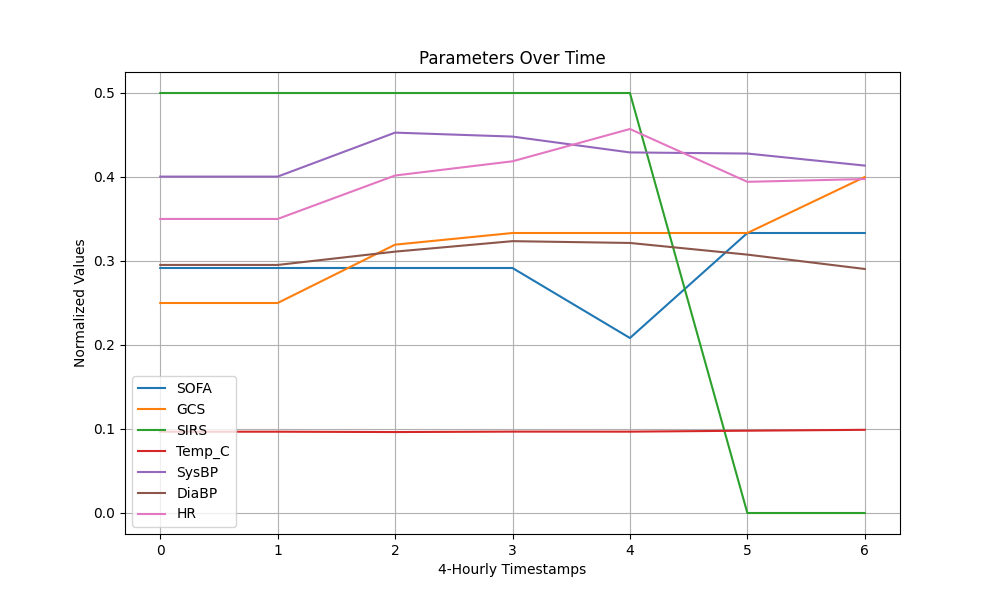 Parameters Over Time
Normalized Values
0.5
0.4
0.3
0.2
0.1
0.0
SOFA
GCS
SIRS
Temp_C
SysBP
DiaBP
HR
0 1 2 3 4 5 6
4-Hourly Timestamps